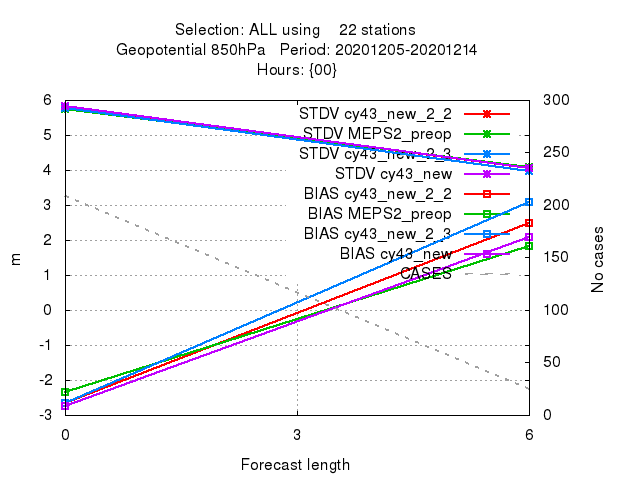 Selection: ALL using    22 stations
Geopotential 850hPa   Period: 20201205-20201214
Hours: {00}
6
5
4
3
2
1
0
-1
-2
-3
m
300
250
200
150
100
50
0
No cases
STDV cy43_new_2_2
STDV MEPS2_preop
STDV cy43_new_2_3
STDV cy43_new
BIAS cy43_new_2_2
BIAS MEPS2_preop
BIAS cy43_new_2_3
BIAS cy43_new
CASES
0 3 6
Forecast length